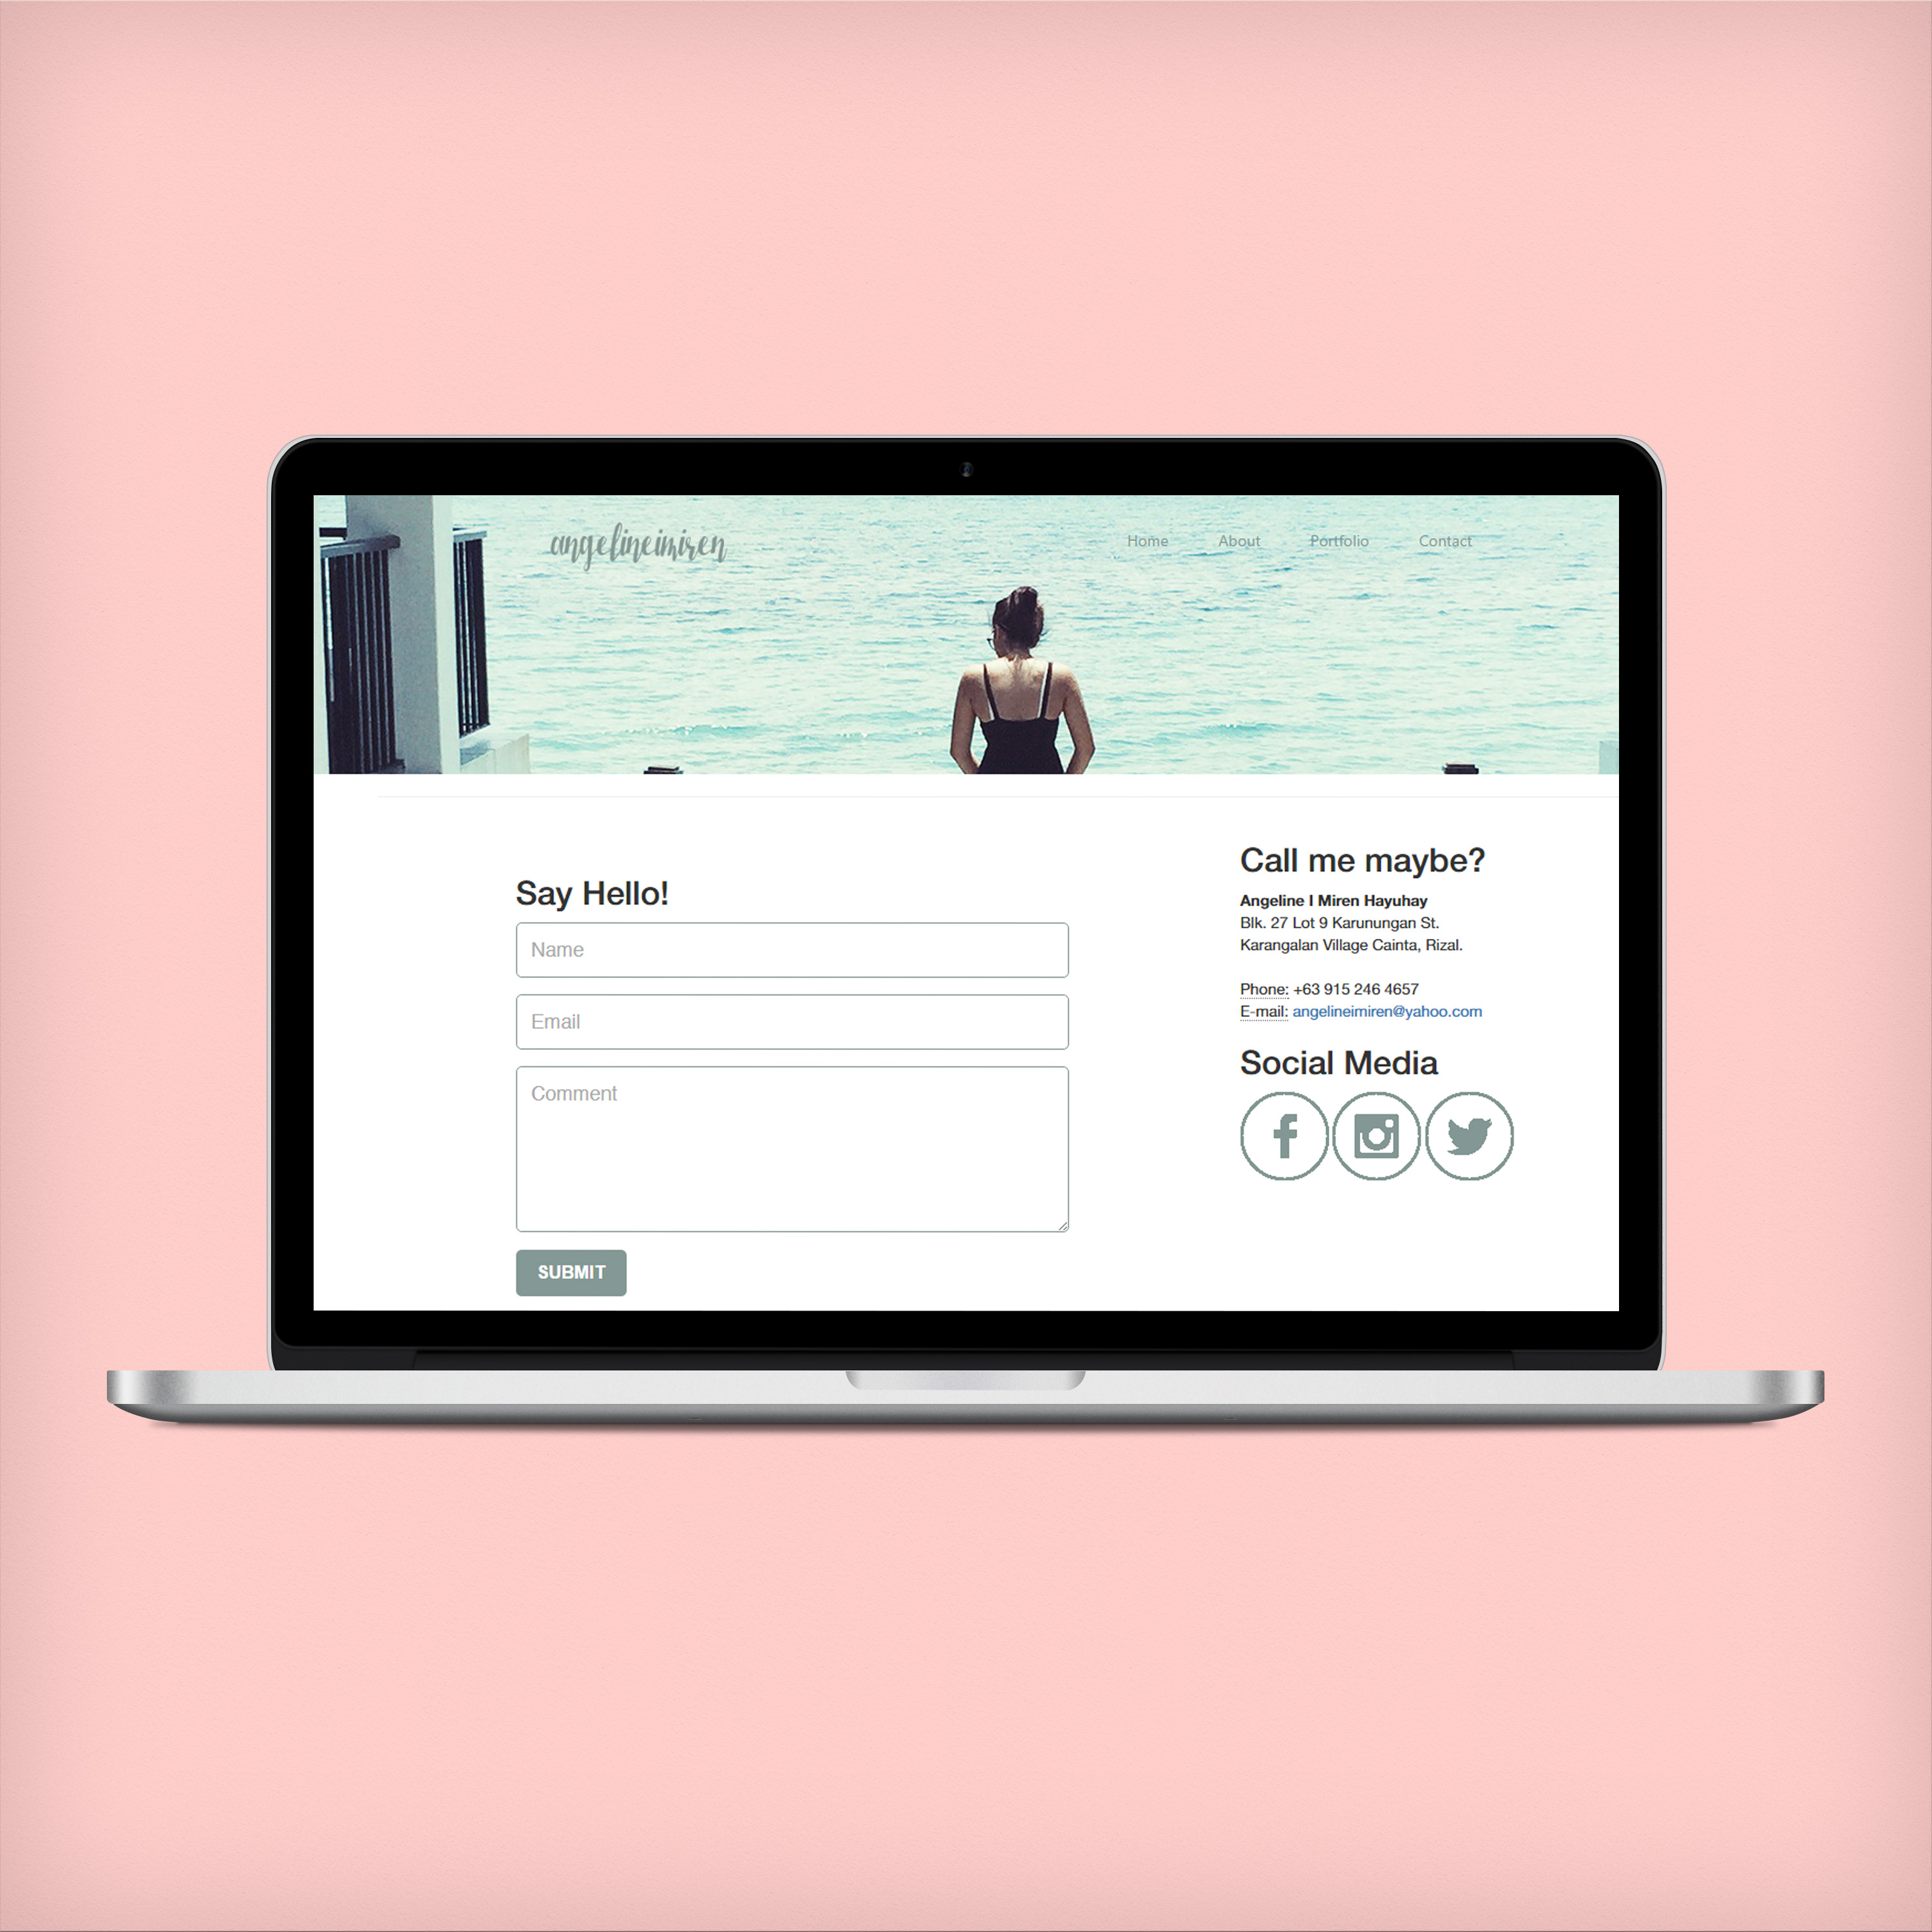 angelineimiren
Home About Portfolio Contact
Say Hello!
Name
Email
Comment
SUBMIT
Call me maybe?
Angeline I Miren Hayuhay
Blk. 27 Lot 9 Karunungan St.
Karangalan Village Cainta, Rizal.
Phone: +63 915 246 4657
E-mail: angelineimiren@yahoo.com
Social Media